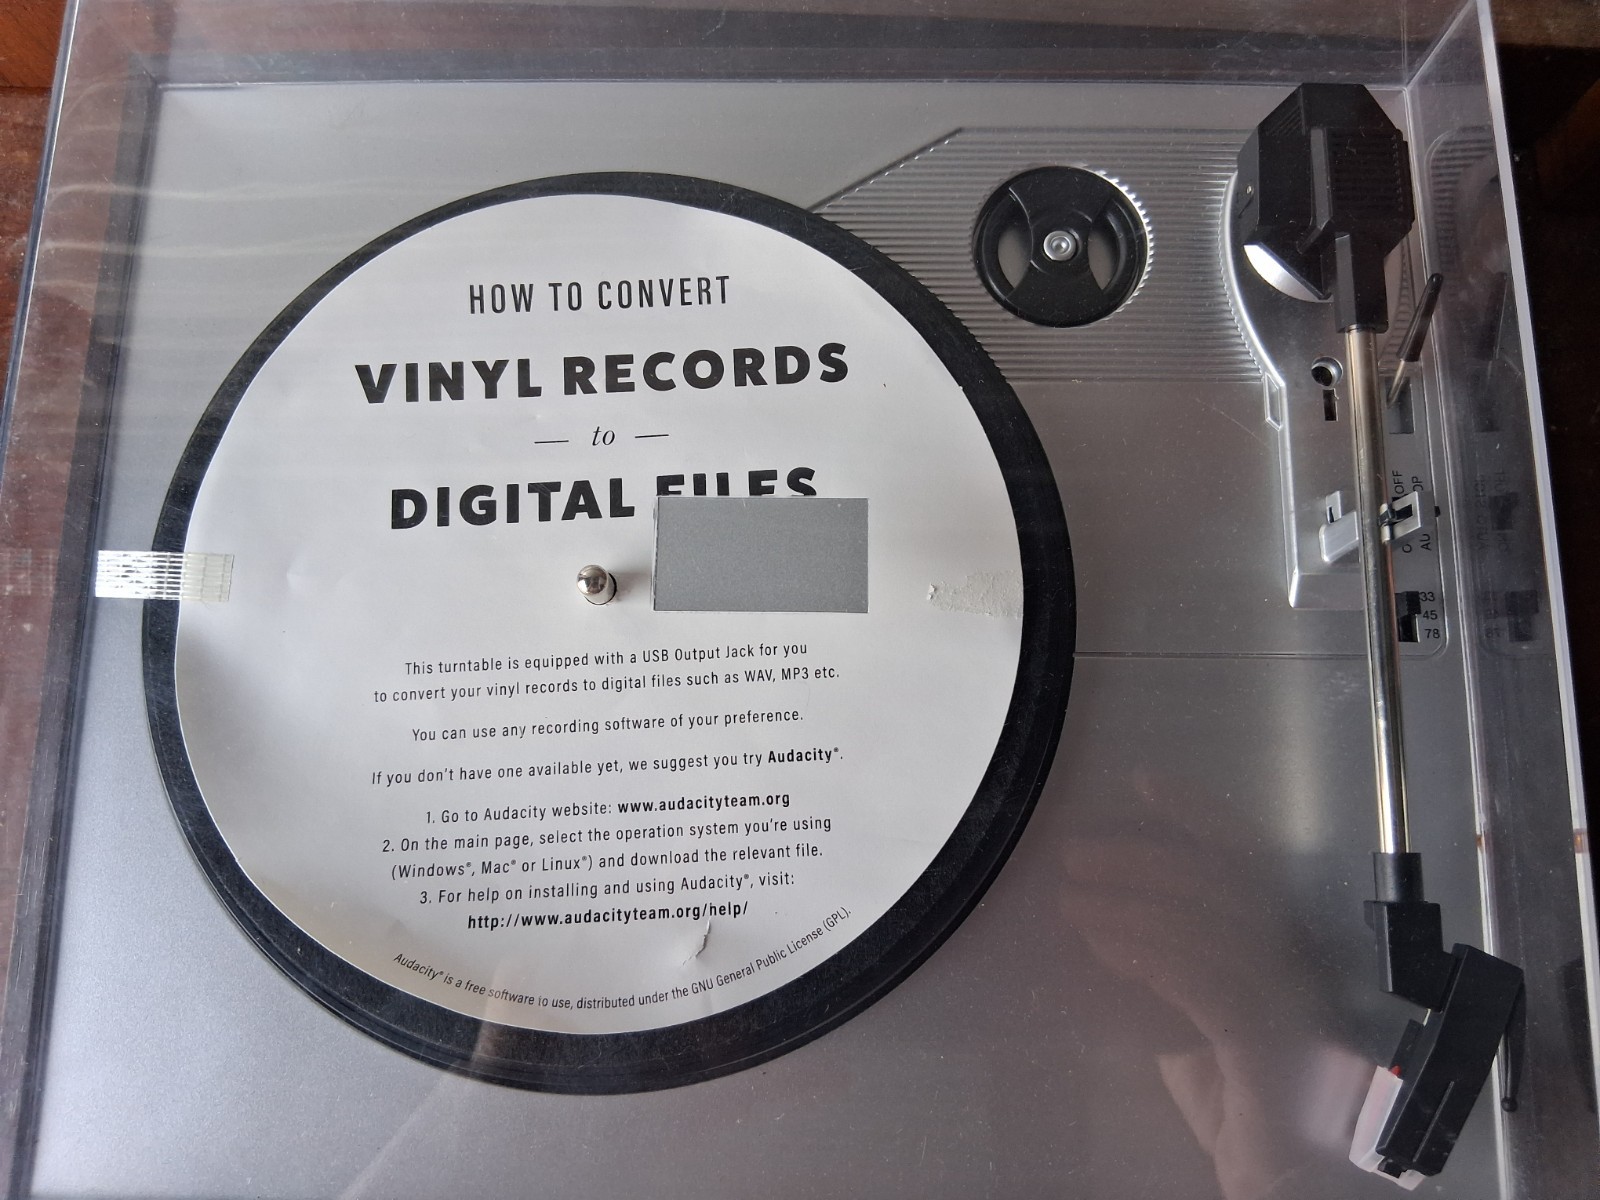 HOW TO CONVERT
VINYL RECORDS
— to —
DIGITAL FILES
This turntable is equipped with a USB Output Jack for you
to convert your vinyl records to digital files such as WAV, MP3 etc.
You can use any recording software of your preference.
If you don't have one available yet, we suggest you try Audacity®.
1. Go to Audacity website: www.audacityteam.org
2. On the main page, select the operation system you're using
(Windows®, Mac® or Linux®) and download the relevant file.
3. For help on installing and using Audacity®, visit:
http://www.audacityteam.org/help/
Audacity® is a free software to use, distributed under the GNU General Public License (GPL).
OFF
33
45
78